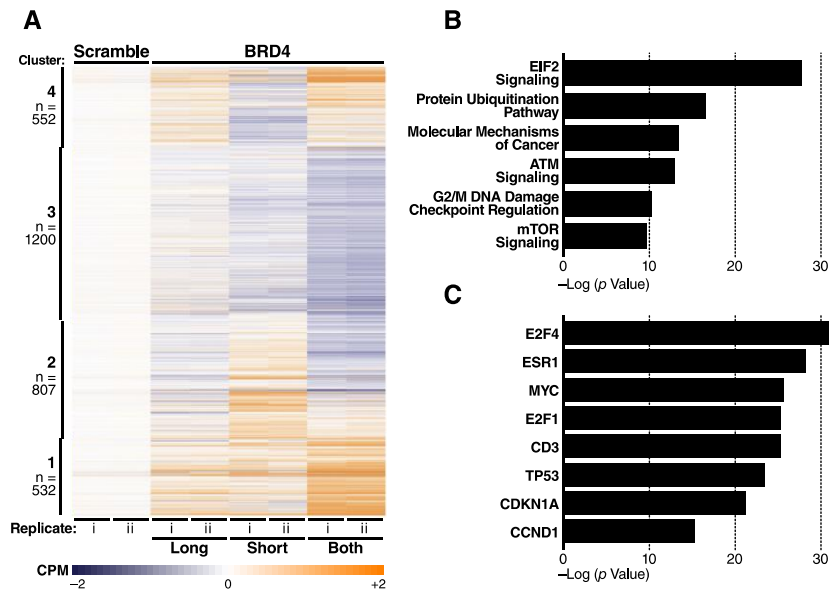 A
Scramble BRD4
Cluster:
4
n =
552
3
n =
1200
2
n =
807
1
n =
532
Replicate: i ii i ii i ii i ii
Long Short Both
CPM
−2 0 +2
B
EIF2
Signaling
Protein Ubiquitination
Pathway
Molecular Mechanisms
of Cancer
ATM
Signaling
G2/M DNA Damage
Checkpoint Regulation
mTOR
Signaling
0 10 20 30
−Log (p Value)
C
E2F4
ESR1
MYC
E2F1
CD3
TP53
CDKN1A
CCND1
0 10 20 30
−Log (p Value)